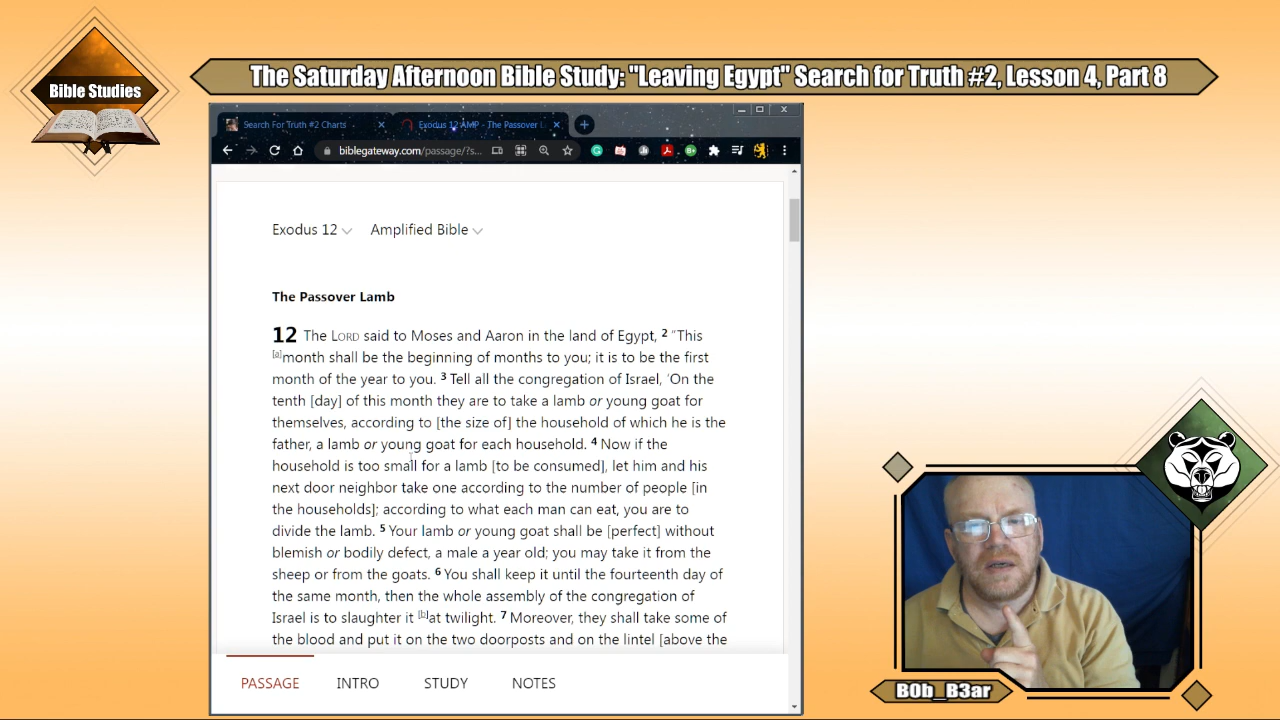 Bible Studies
The Saturday Afternoon Bible Study: "Leaving Egypt" Search for Truth #2, Lesson 4, Part 8
Search For Truth #2 Charts
Exodus 12 AMP - The Passover L
biblegateway.com/passage/?s...
Exodus 12 Amplified Bible
The Passover Lamb
12 The LORD said to Moses and Aaron in the land of Egypt, 2 "This
[a]month shall be the beginning of months to you; it is to be the first
month of the year to you. 3 Tell all the congregation of Israel, 'On the
tenth [day] of this month they are to take a lamb or young goat for
themselves, according to [the size of] the household of which he is the
father, a lamb or young goat for each household. 4 Now if the
household is too small for a lamb [to be consumed], let him and his
next door neighbor take one according to the number of people [in
the households]; according to what each man can eat, you are to
divide the lamb. 5 Your lamb or young goat shall be [perfect] without
blemish or bodily defect, a male a year old; you may take it from the
sheep or from the goats. 6 You shall keep it until the fourteenth day of
the same month, then the whole assembly of the congregation of
Israel is to slaughter it [b]at twilight. 7 Moreover, they shall take some of
the blood and put it on the two doorposts and on the lintel [above the
PASSAGE INTRO STUDY NOTES
B0b_B3ar